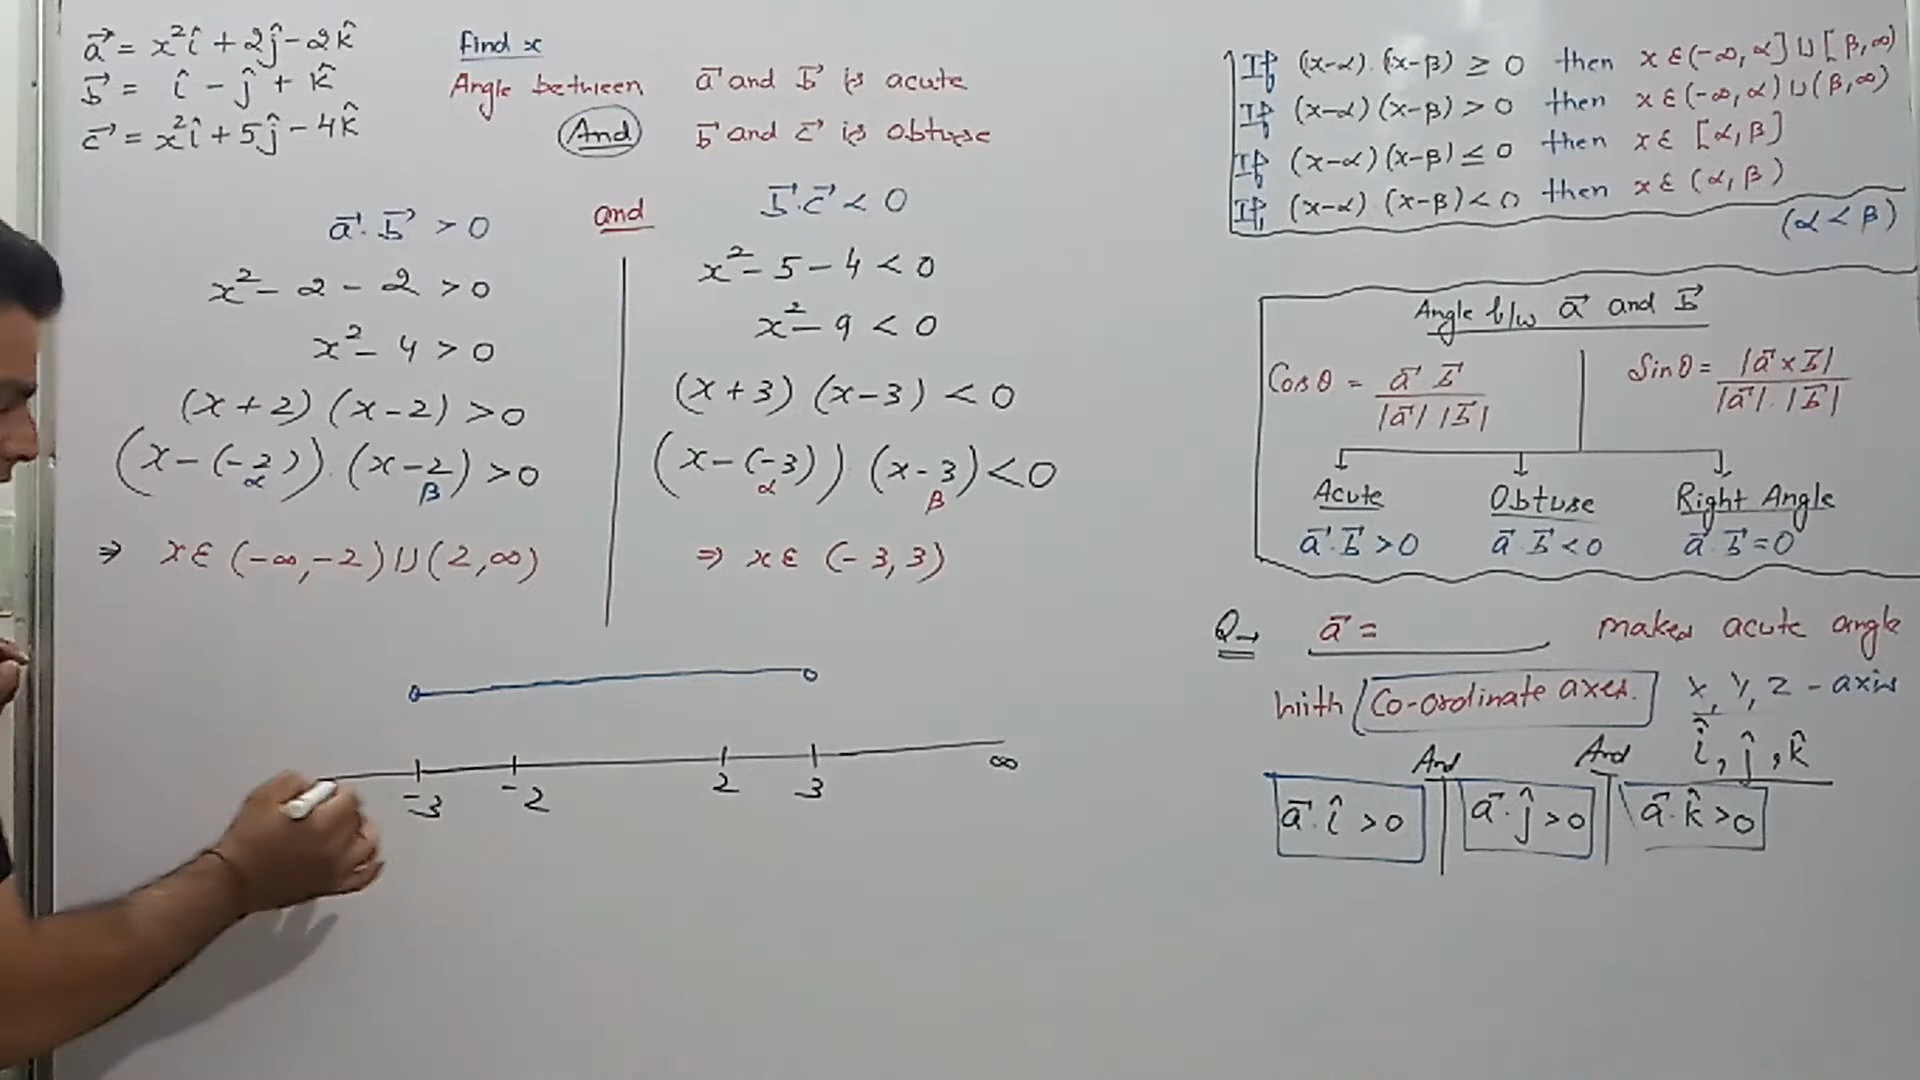 a⃗ = x²î + 2ĵ - 2k̂
b⃗ = î - ĵ + k̂
c⃗ = x²î + 5ĵ - 4k̂
find x
Angle between a⃗ and b⃗ is acute
And b⃗ and c⃗ is obtuse
a⃗. b⃗ > 0
x² - 2 - 2 > 0
x² - 4 > 0
(x + 2) (x - 2) > 0
(x - (-2)) . (x - 2) > 0
α β
⇒ x ε (-∞, -2) U (2, ∞)
and
b⃗.c⃗ < 0
x² - 5 - 4 < 0
x² - 9 < 0
(x + 3) (x - 3) < 0
(x - (-3)) (x - 3) < 0
α β
⇒ x ε (-3, 3)
-3 -2 2 3 ∞
If (x-α). (x-β) ≥ 0 then x ε (-∞, α] U [β, ∞)
If (x-α) (x-β) > 0 then x ε (-∞, α) U (β, ∞)
If (x-α) (x-β) ≤ 0 then x ε [α, β]
If (x-α) . (x-β) < 0 then x ε (α, β)
(α < β)
Angle b/w a⃗ and b⃗
Cos θ = a⃗ b⃗ / |a⃗| |b⃗|
Sin θ = |a⃗ x b⃗| / |a⃗| . |b⃗|
Acute Obtuse Right Angle
a⃗. b⃗ > 0 a⃗ b⃗ < 0 a⃗. b⃗ = 0
Q→ a⃗ = ______ makes acute angle
with Co-ordinate axes. X, Y, Z - axis
And And î, ĵ, k̂
a⃗. î > 0 a⃗. ĵ > 0 a⃗. k̂ > 0